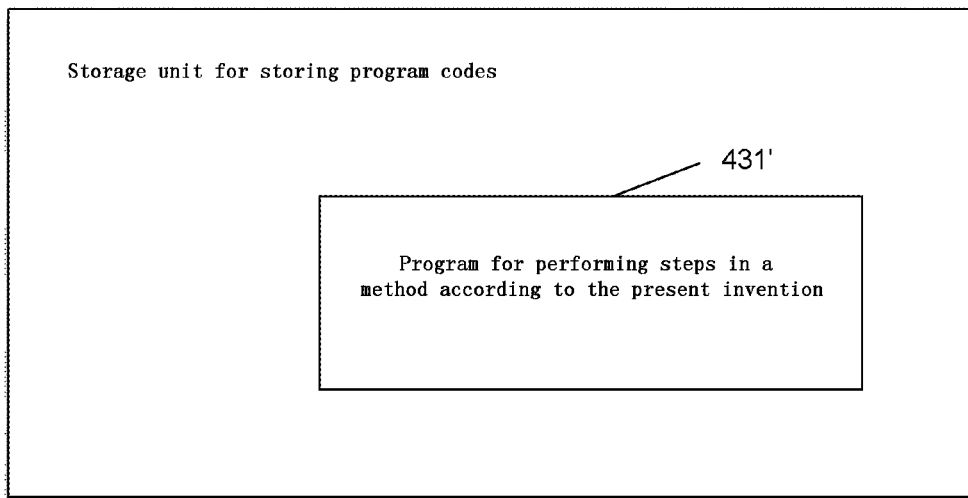 Storage unit for storing program codes
431'
Program for performing steps in a
method according to the present invention